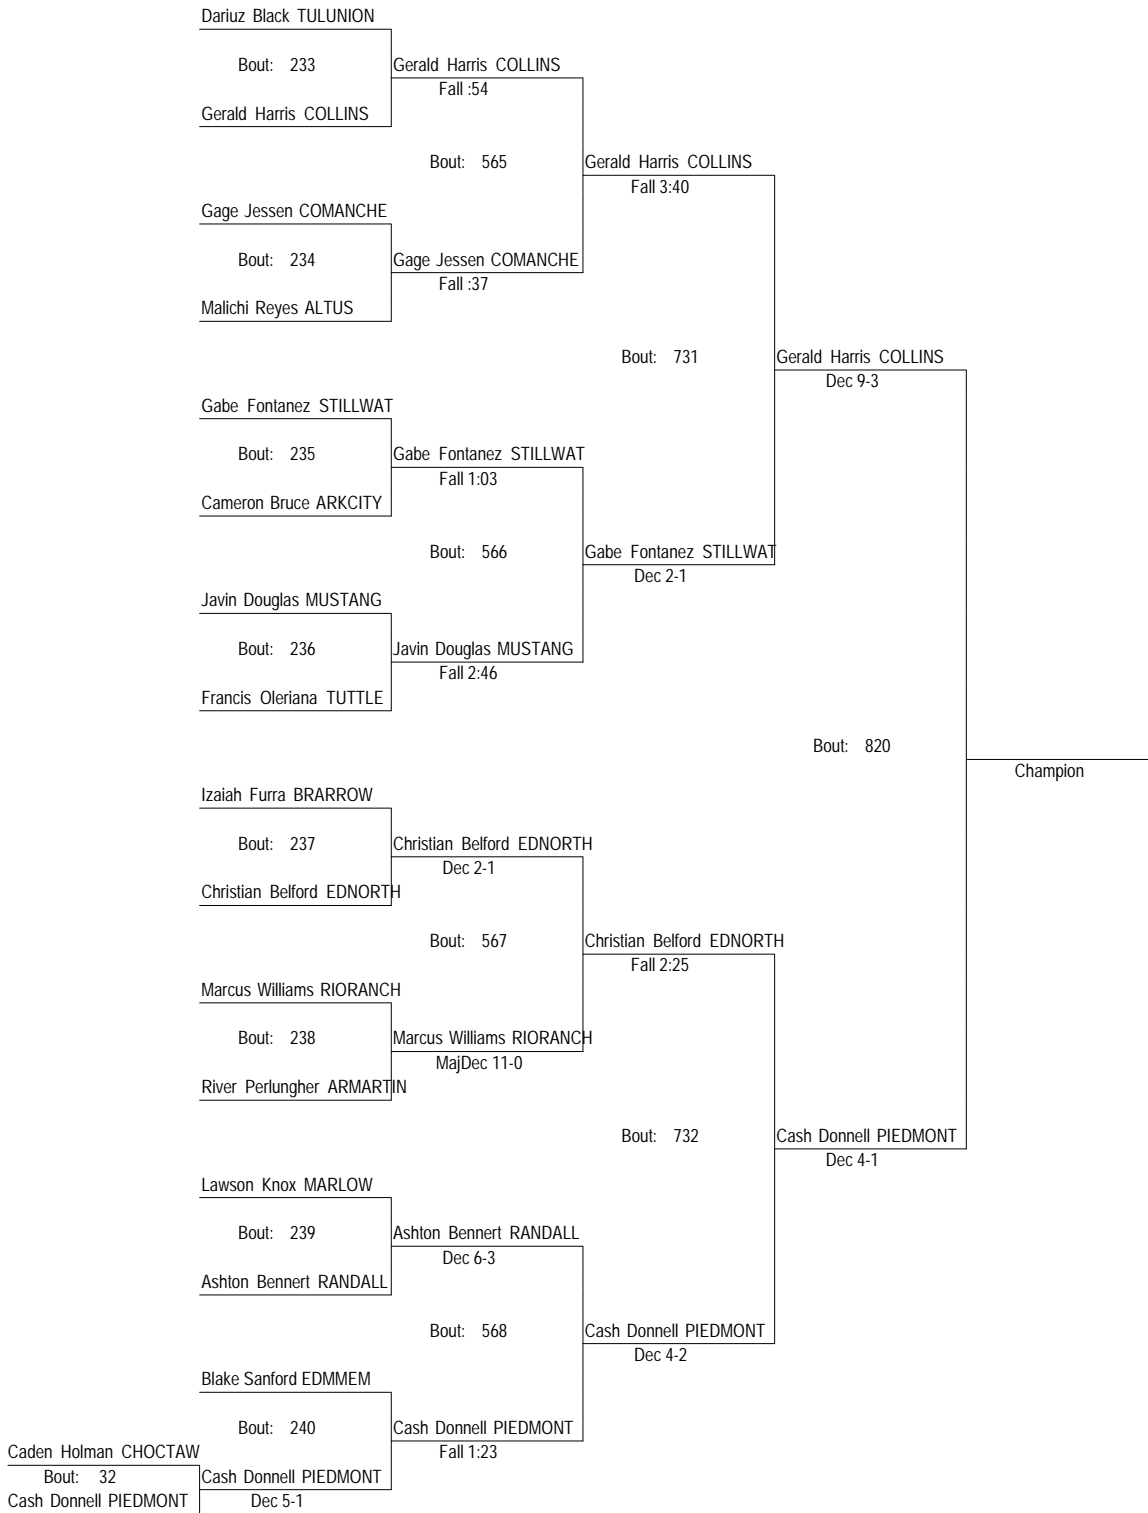 Dariuz Black TULUNION
Bout: 233
Gerald Harris COLLINS
Fall :54
Gerald Harris COLLINS
Bout: 565
Gerald Harris COLLINS
Fall 3:40
Gage Jessen COMANCHE
Bout: 234
Gage Jessen COMANCHE
Fall :37
Malichi Reyes ALTUS
Bout: 731
Gerald Harris COLLINS
Dec 9-3
Gabe Fontanez STILLWAT
Bout: 235
Gabe Fontanez STILLWAT
Fall 1:03
Cameron Bruce ARKCITY
Bout: 566
Gabe Fontanez STILLWAT
Dec 2-1
Javin Douglas MUSTANG
Bout: 236
Javin Douglas MUSTANG
Fall 2:46
Francis Oleriana TUTTLE
Bout: 820
Champion
Izaiah Furra BRARROW
Bout: 237
Christian Belford EDNORTH
Dec 2-1
Christian Belford EDNORTH
Bout: 567
Christian Belford EDNORTH
Fall 2:25
Marcus Williams RIORANCH
Bout: 238
Marcus Williams RIORANCH
MajDec 11-0
River Perlungher ARMARTIN
Bout: 732
Cash Donnell PIEDMONT
Dec 4-1
Lawson Knox MARLOW
Bout: 239
Ashton Bennert RANDALL
Dec 6-3
Ashton Bennert RANDALL
Bout: 568
Cash Donnell PIEDMONT
Dec 4-2
Blake Sanford EDMMEM
Bout: 240
Cash Donnell PIEDMONT
Fall 1:23
Caden Holman CHOCTAW
Bout: 32
Cash Donnell PIEDMONT
Cash Donnell PIEDMONT
Dec 5-1